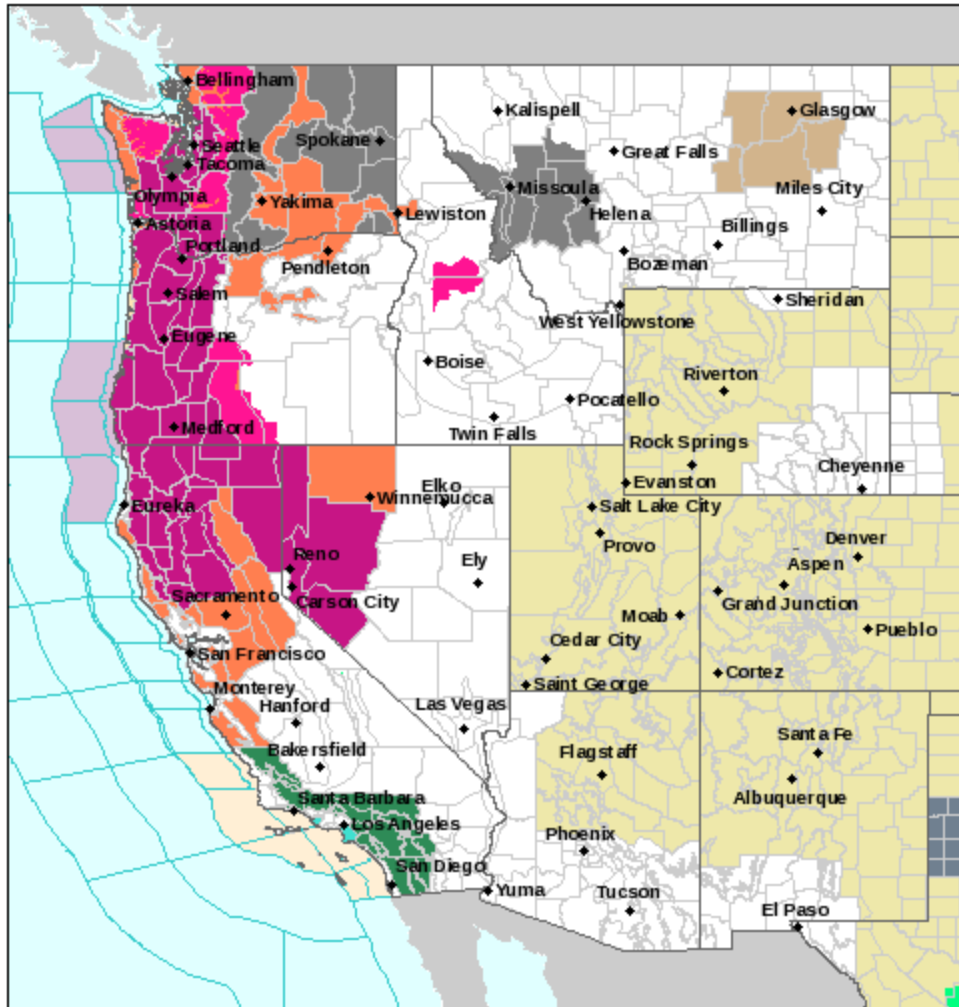 Bellingham
Kalispell
Glasgow
Seattle
Spokane
Great Falls
Tacoma
Missoula
Miles City
Olympia
Yakima
Lewiston
Helena
Astoria
Billings
Portland
Pendleton
Bozeman
Salem
Sheridan
West Yellowstone
Eugene
Boise
Riverton
Pocatello
Medford
Twin Falls
Rock Springs
Cheyenne
Elko
Evanston
Eureka
Winnemucca
Salt Lake City
Provo
Denver
Reno
Ely
Aspen
Sacramento
Carson City
Grand Junction
Moab
Pueblo
Cedar City
San Francisco
Cortez
Saint George
Monterey
Hanford
Las Vegas
Santa Fe
Bakersfield
Flagstaff
Albuquerque
Santa Barbara
Los Angeles
Phoenix
San Diego
Yuma
Tucson
El Paso